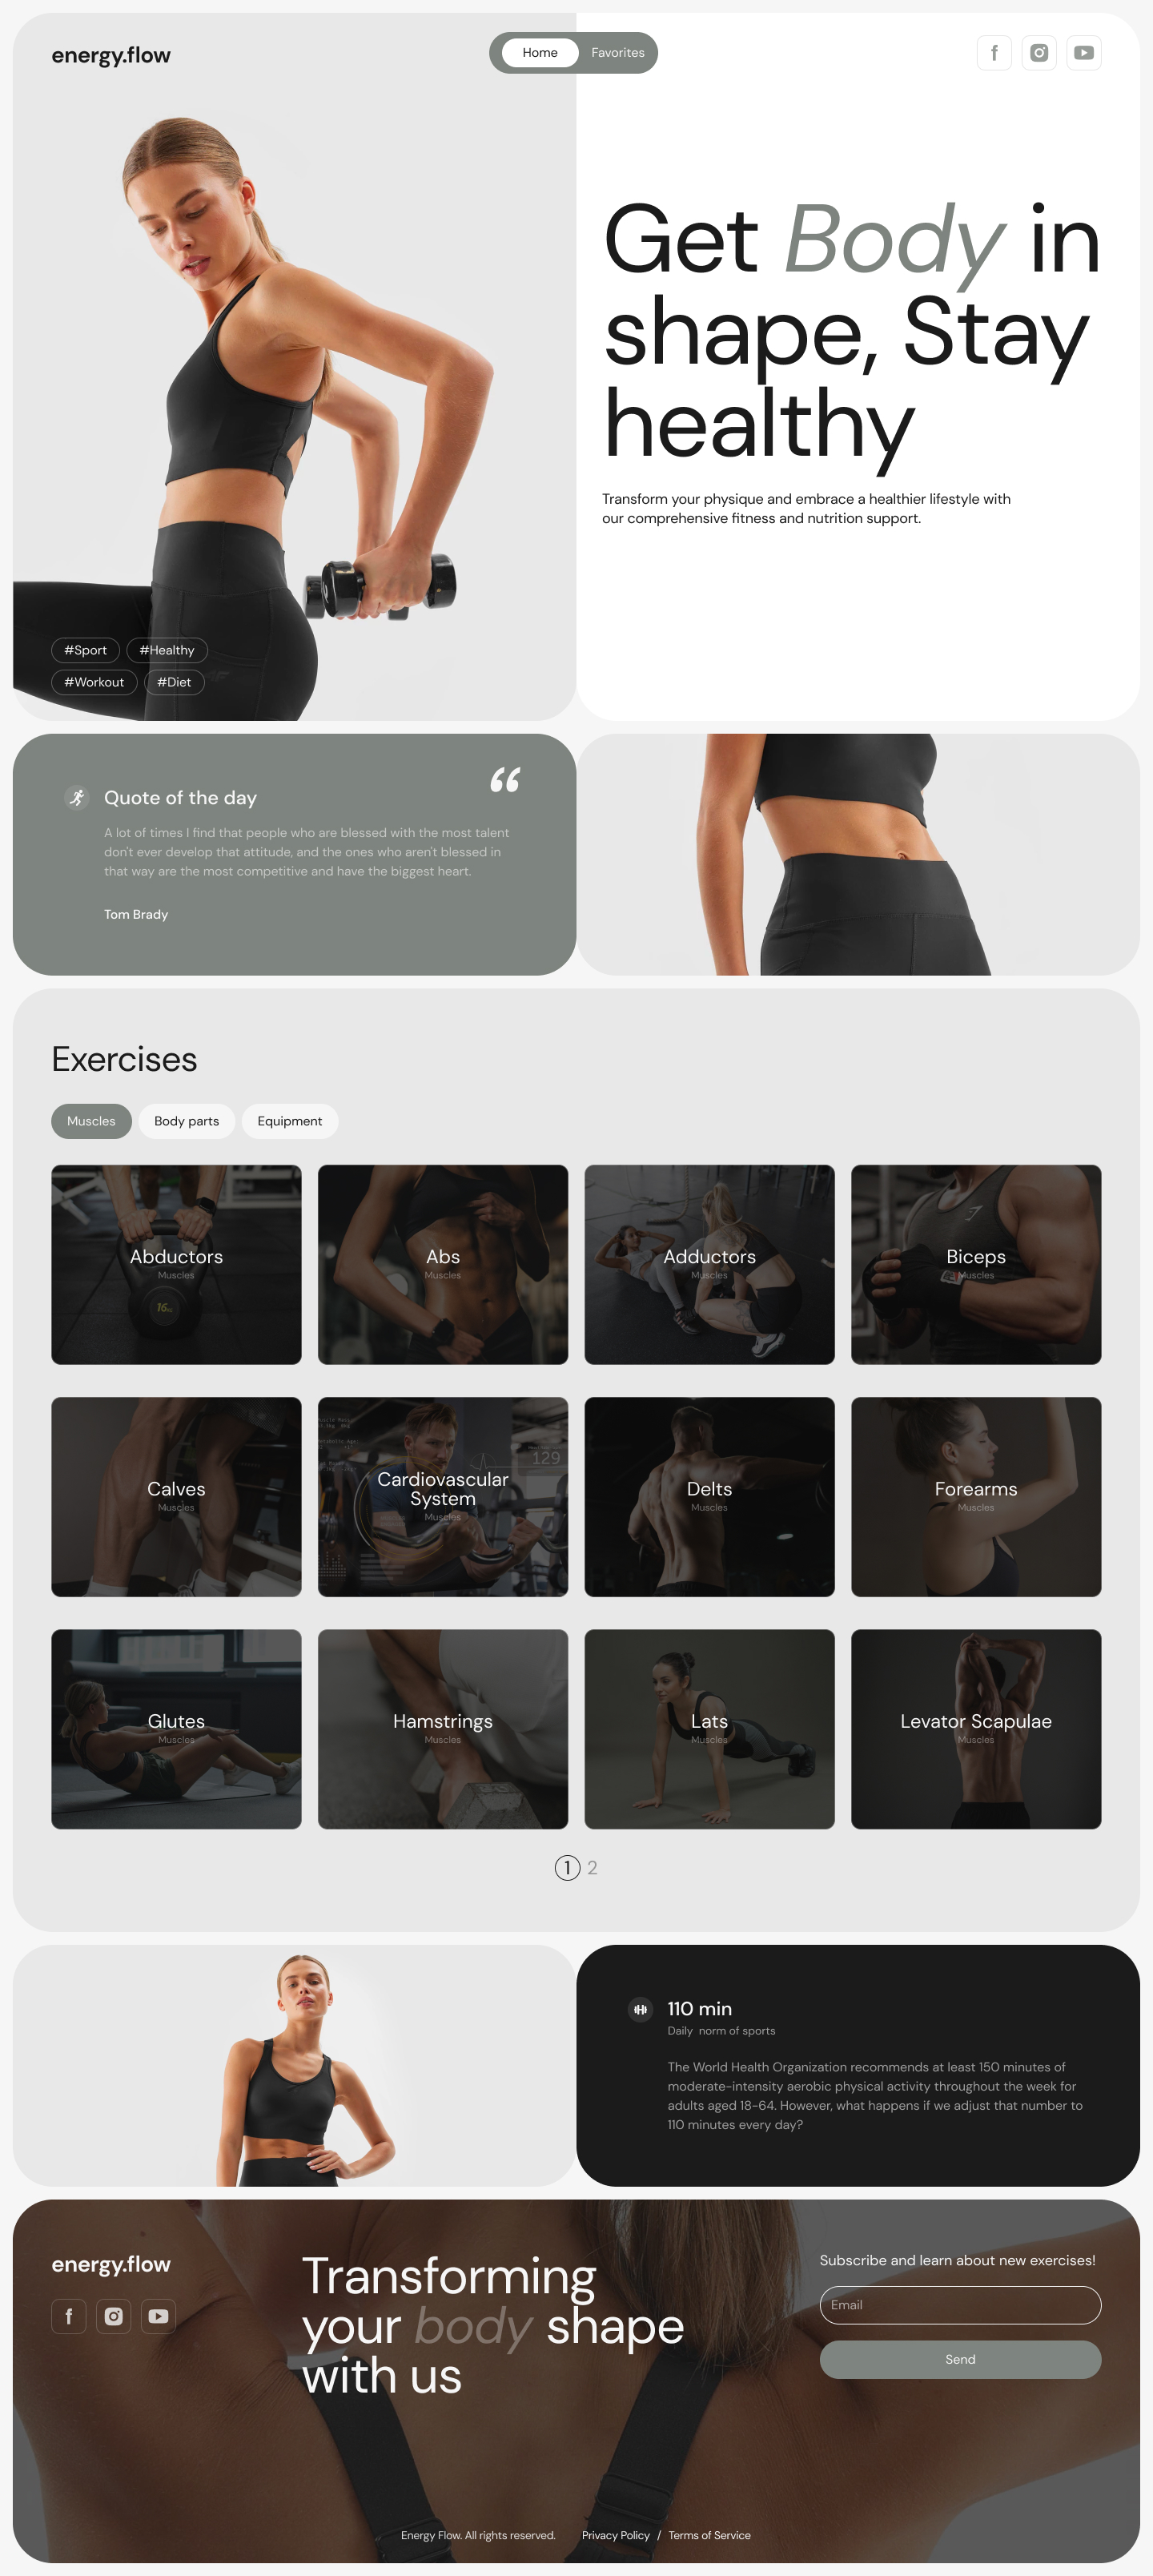 energy.flow
Home
Favorites
Get Body in
shape, Stay
healthy
Transform your physique and embrace a healthier lifestyle with
our comprehensive fitness and nutrition support.
#Sport
#Healthy
#Workout
#Diet
Quote of the day
A lot of times I find that people who are blessed with the most talent
don't ever develop that attitude, and the ones who aren't blessed in
that way are the most competitive and have the biggest heart.
Tom Brady
Exercises
Muscles
Body parts
Equipment
Abductors
Muscles
16
Abs
Muscles
Adductors
Muscles
Biceps
Muscles
Calves
Muscles
129
Cardiovascular
System
Muscles
Delts
Muscles
Forearms
Muscles
Glutes
Muscles
Hamstrings
Muscles
Lats
Muscles
Levator Scapulae
Muscles
1 2
110 min
Daily norm of sports
The World Health Organization recommends at least 150 minutes of
moderate-intensity aerobic physical activity throughout the week for
adults aged 18-64. However, what happens if we adjust that number to
110 minutes every day?
energy.flow
Transforming
your body shape
with us
Subscribe and learn about new exercises!
Email
Send
Energy Flow. All rights reserved.
Privacy Policy / Terms of Service